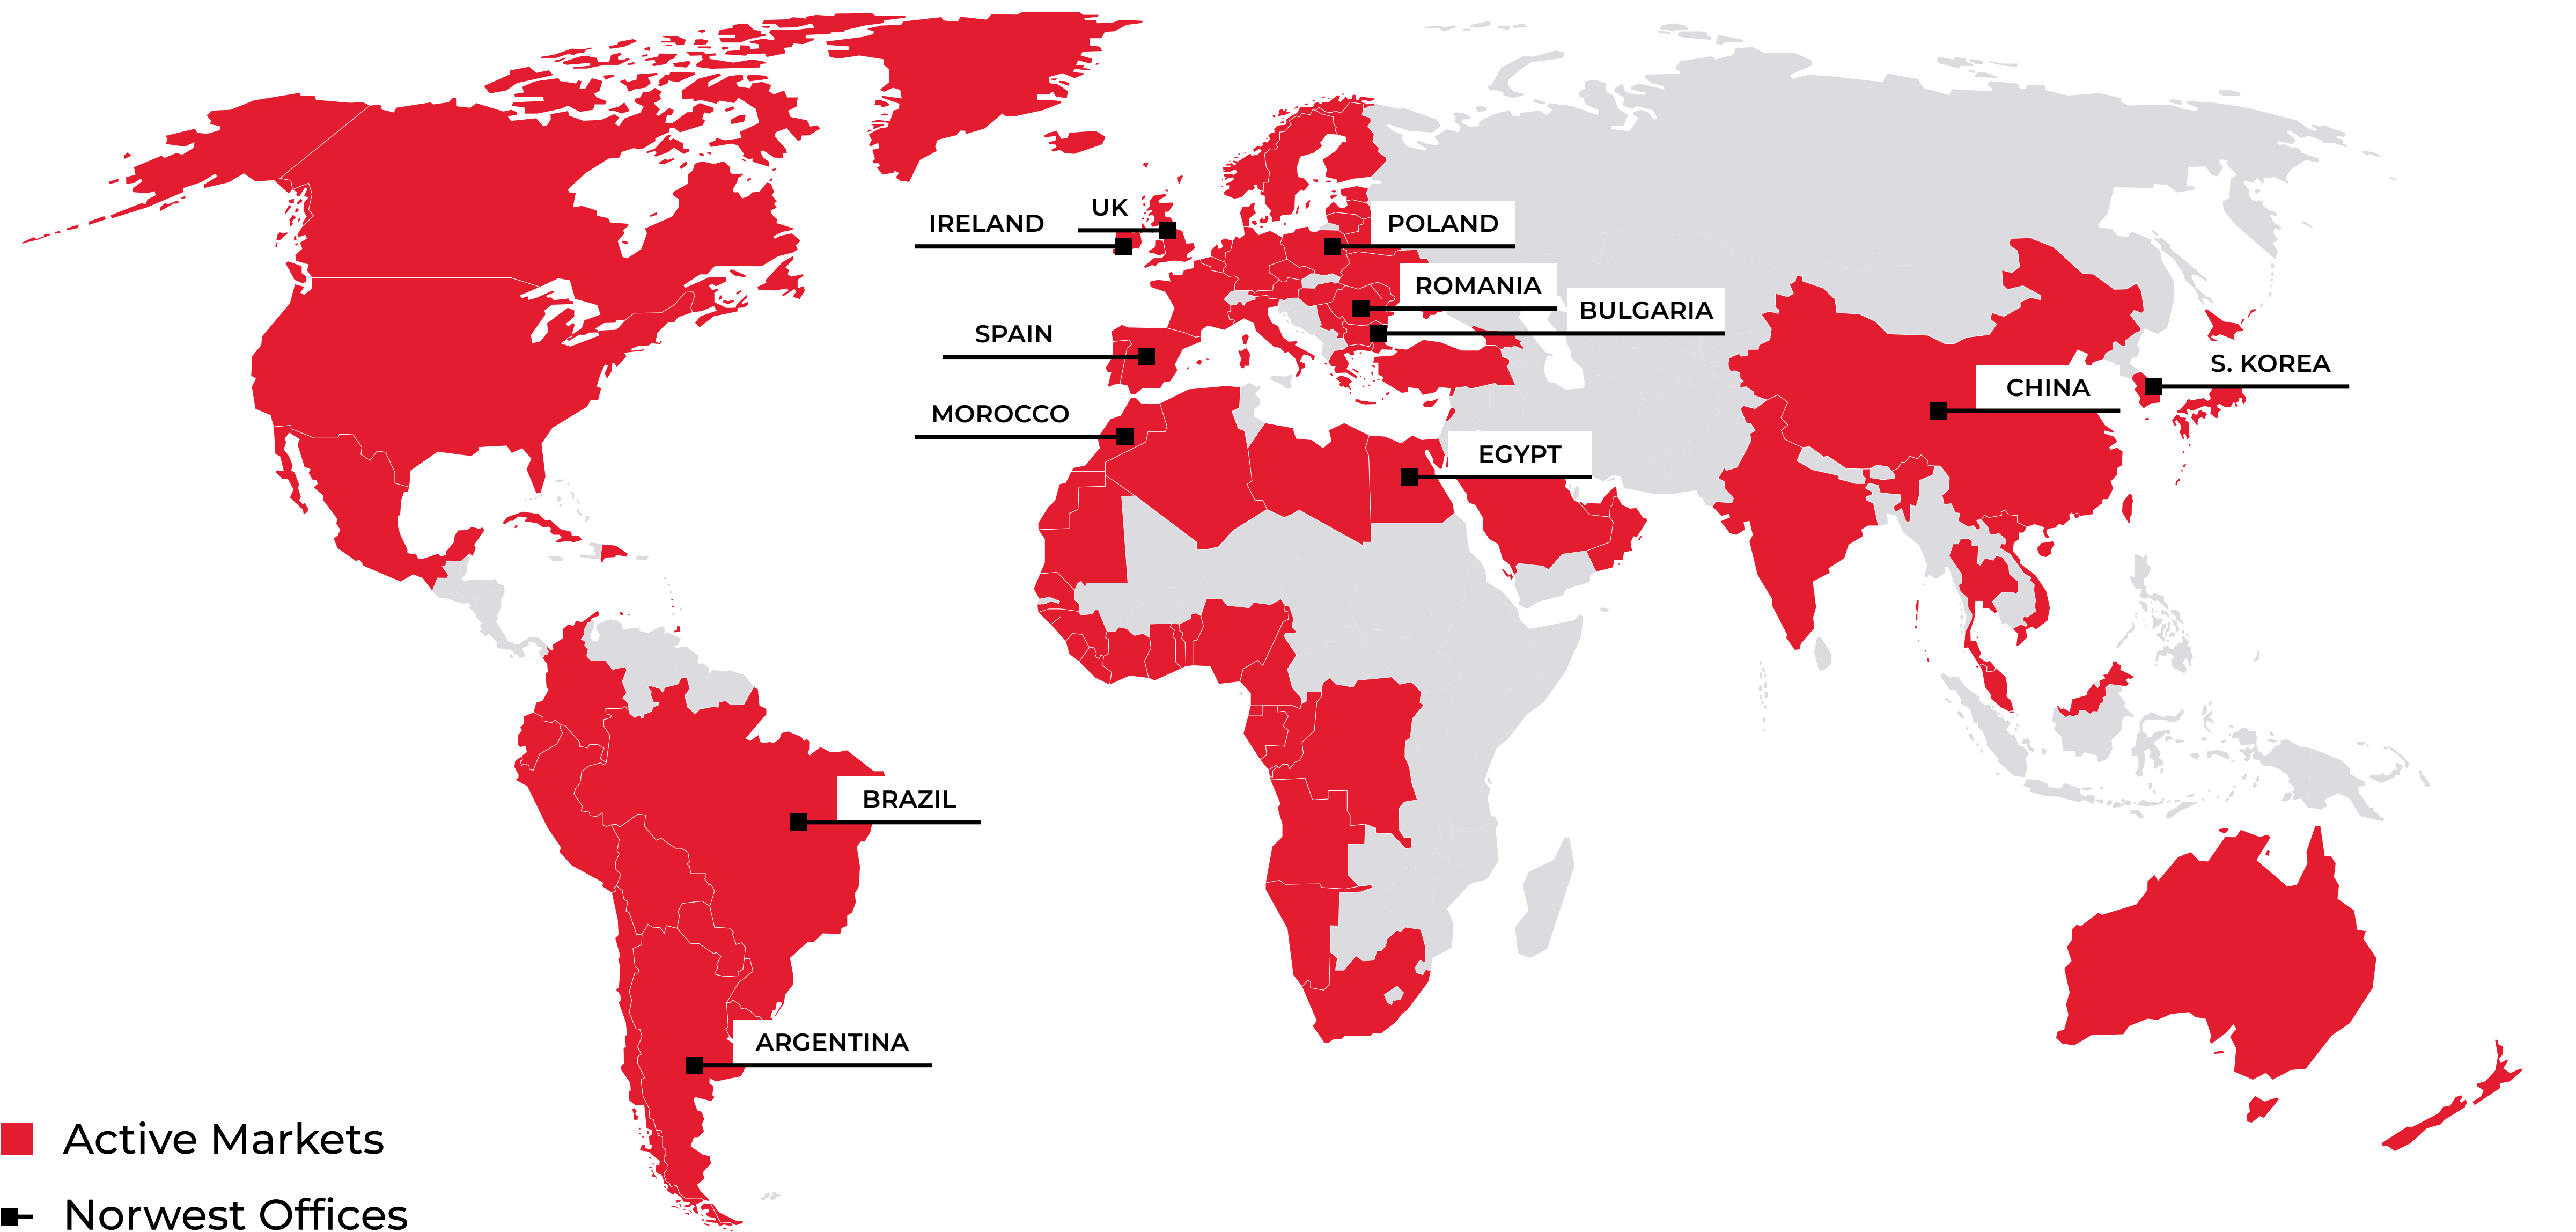 UK
IRELAND
POLAND
ROMANIA
BULGARIA
SPAIN
S. KOREA
CHINA
MOROCCO
EGYPT
BRAZIL
ARGENTINA
Active Markets
Norwest Offices